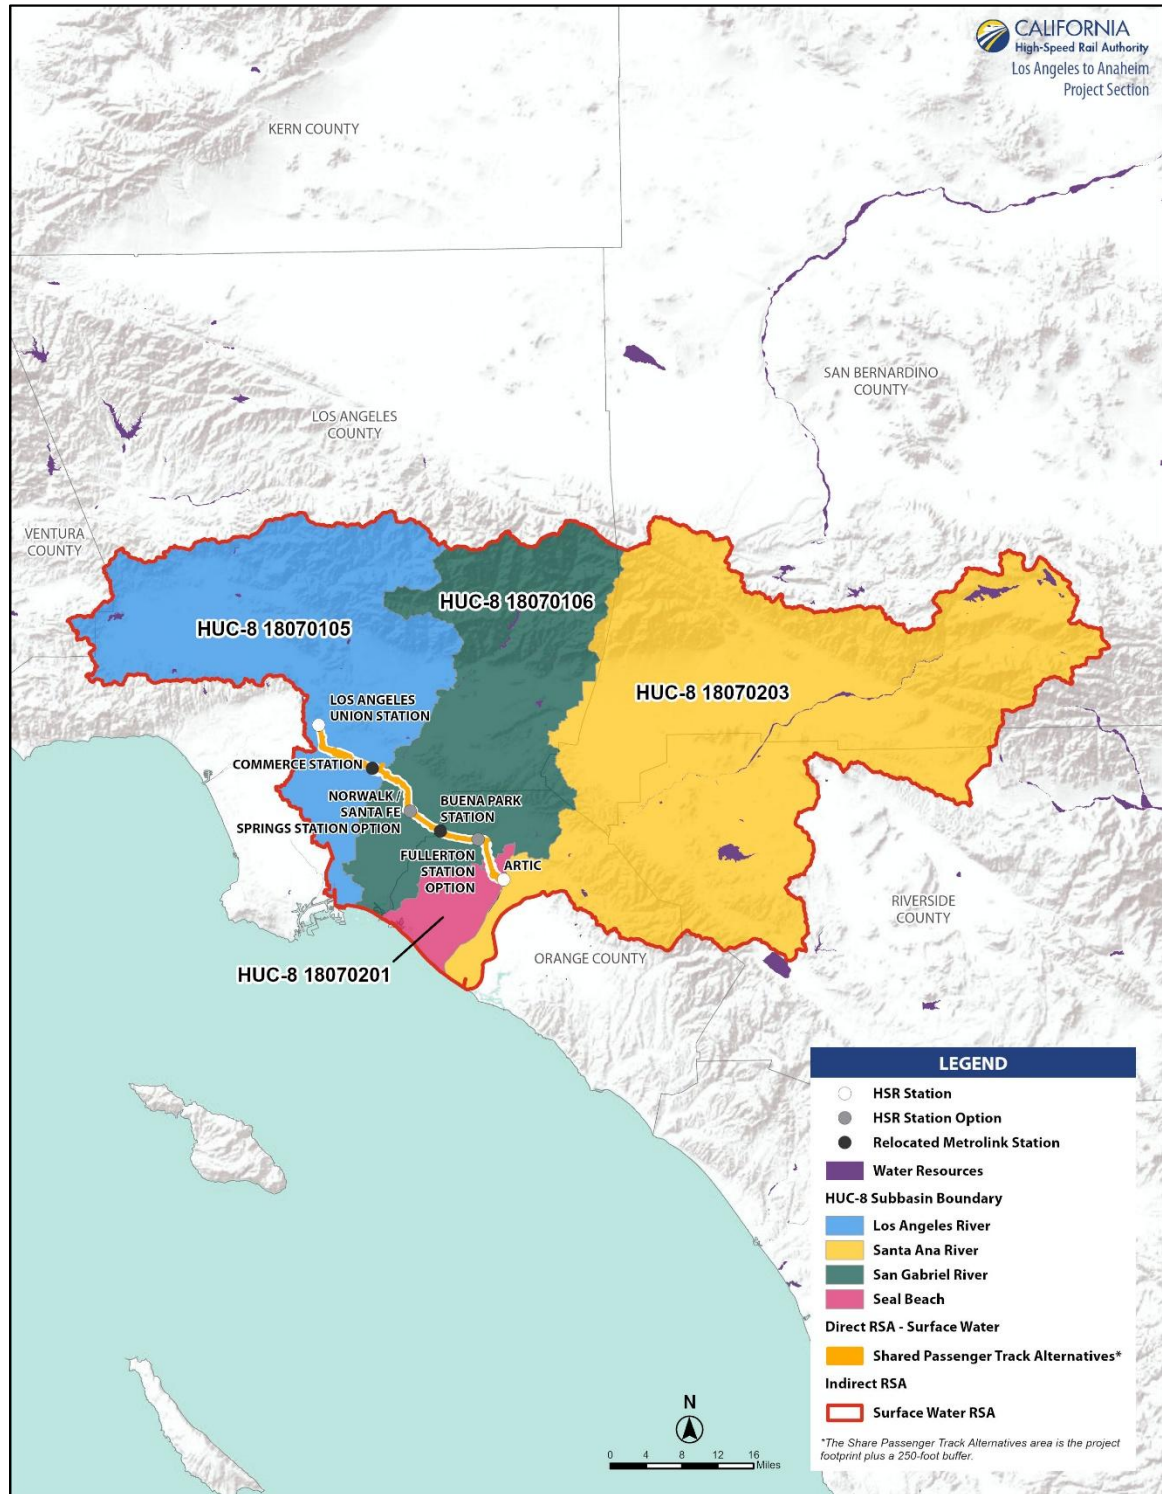 CALIFORNIA
High-Speed Rail Authority
Los Angeles to Anaheim
Project Section
KERN COUNTY
SAN BERNARDINO
COUNTY
LOS ANGELES
COUNTY
VENTURA
COUNTY
HUC-8 18070106
HUC-8 18070105
HUC-8 18070203
LOS ANGELES
UNION STATION
COMMERCE STATION
NORWALK /
SANTA FE
SPRINGS STATION OPTION
BUENA PARK
STATION
FULLERTON
STATION
OPTION
ARTIC
RIVERSIDE
COUNTY
ORANGE COUNTY
HUC-8 18070201
LEGEND
HSR Station
HSR Station Option
Relocated Metrolink Station
Water Resources
HUC-8 Subbasin Boundary
Los Angeles River
Santa Ana River
San Gabriel River
Seal Beach
Direct RSA - Surface Water
Shared Passenger Track Alternatives*
Indirect RSA
Surface Water RSA
*The Share Passenger Track Alternatives area is the project
footprint plus a 250-foot buffer.
N
0 4 8 12 16
Miles